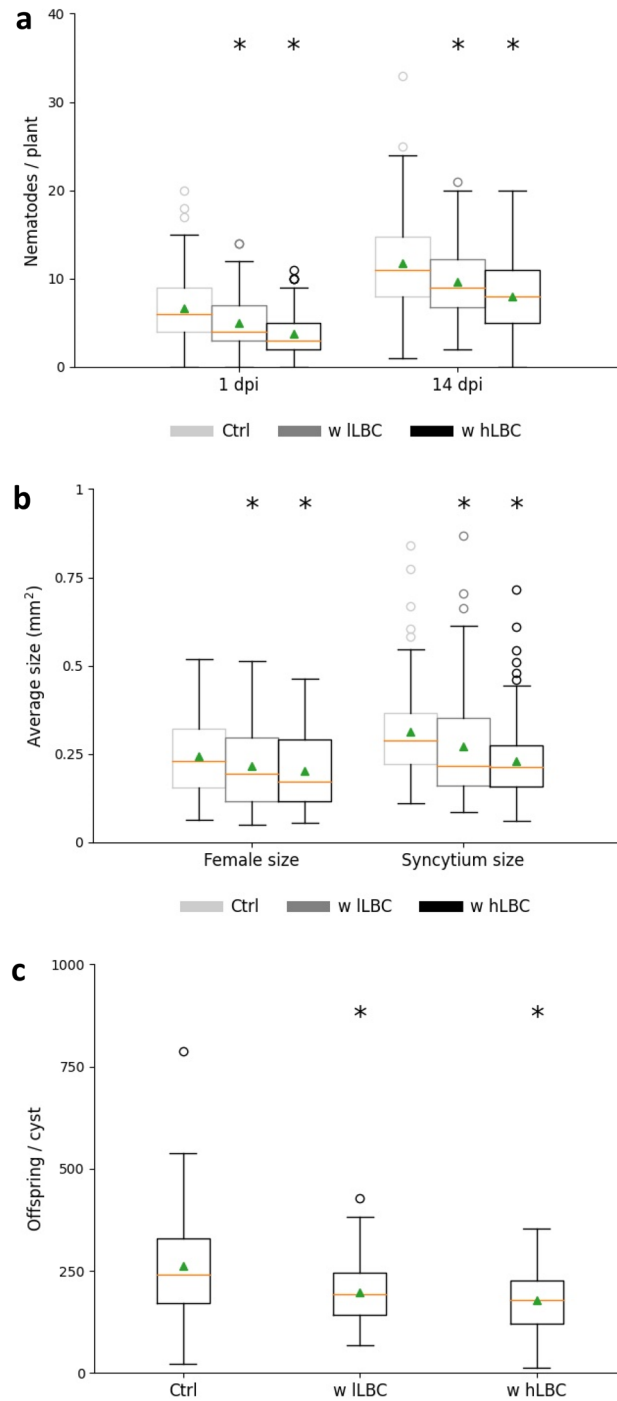 a
40
* * * *
30
20
10
0
Nematodes / plant
1 dpi 14 dpi
Ctrl w lLBC w hLBC
b
1
* * * *
0.75
0.5
0.25
0
Average size (mm²)
Female size Syncytium size
Ctrl w lLBC w hLBC
c
1000
* *
750
500
250
0
Offspring / cyst
Ctrl w lLBC w hLBC